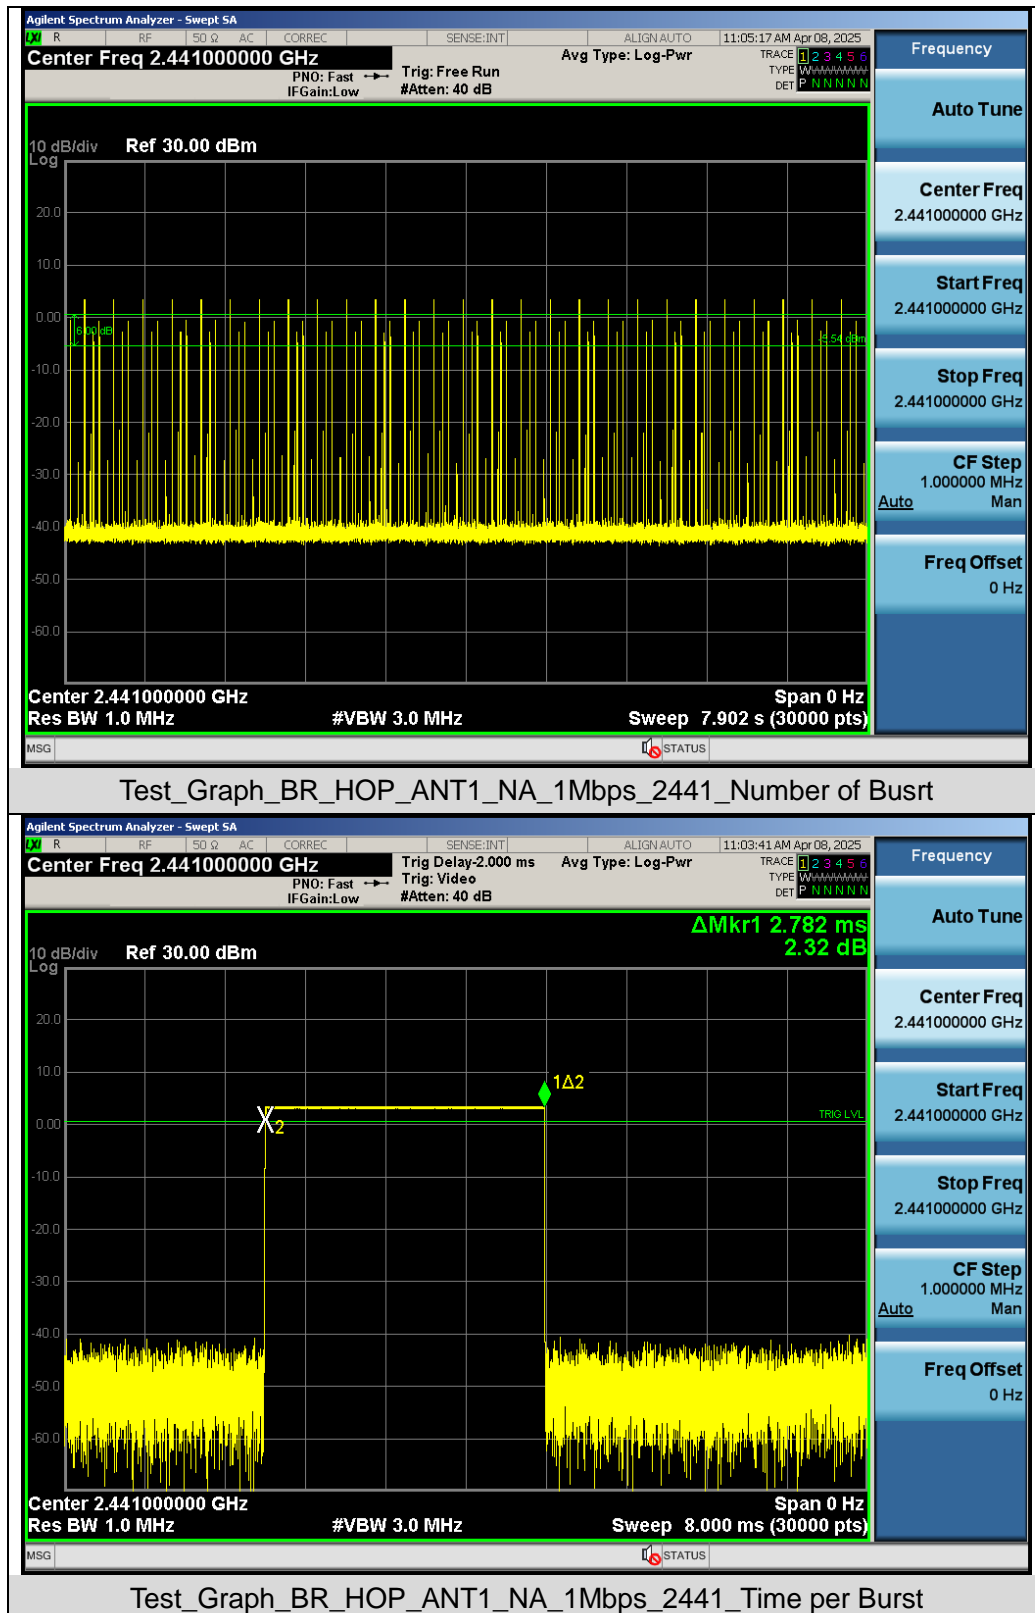 Agilent Spectrum Analyzer - Swept SA
LXI R RF 50 Ω AC CORREC SENSE:INT ALIGN AUTO 11:05:17 AM Apr 08, 2025
Center Freq 2.441000000 GHz Avg Type: Log-Pwr TRACE 1 2 3 4 5 6
PNO: Fast Trig: Free Run TYPE
IFGain:Low #Atten: 40 dB DET P N N N N N
Frequency
Auto Tune
Center Freq
2.441000000 GHz
Start Freq
2.441000000 GHz
Stop Freq
2.441000000 GHz
CF Step
1.000000 MHz
Auto Man
Freq Offset
0 Hz
10 dB/div Ref 30.00 dBm
Log
20.0
10.0
0.00
6.00 dB
-5.54 dBm
-10.0
-20.0
-30.0
-40.0
-50.0
-60.0
Center 2.441000000 GHz Span 0 Hz
Res BW 1.0 MHz #VBW 3.0 MHz Sweep 7.902 s (30000 pts)
MSG STATUS
Test_Graph_BR_HOP_ANT1_NA_1Mbps_2441_Number of Busrt
Agilent Spectrum Analyzer - Swept SA
LXI R RF 50 Ω AC CORREC SENSE:INT ALIGN AUTO 11:03:41 AM Apr 08, 2025
Center Freq 2.441000000 GHz Trig Delay-2.000 ms Avg Type: Log-Pwr TRACE 1 2 3 4 5 6
PNO: Fast Trig: Video TYPE
IFGain:Low #Atten: 40 dB DET P N N N N N
Frequency
Auto Tune
Center Freq
2.441000000 GHz
Start Freq
2.441000000 GHz
Stop Freq
2.441000000 GHz
CF Step
1.000000 MHz
Auto Man
Freq Offset
0 Hz
ΔMkr1 2.782 ms
2.32 dB
10 dB/div Ref 30.00 dBm
Log
20.0
10.0
1Δ2
0.00
2
TRIG LVL
-10.0
-20.0
-30.0
-40.0
-50.0
-60.0
Center 2.441000000 GHz Span 0 Hz
Res BW 1.0 MHz #VBW 3.0 MHz Sweep 8.000 ms (30000 pts)
MSG STATUS
Test_Graph_BR_HOP_ANT1_NA_1Mbps_2441_Time per Burst